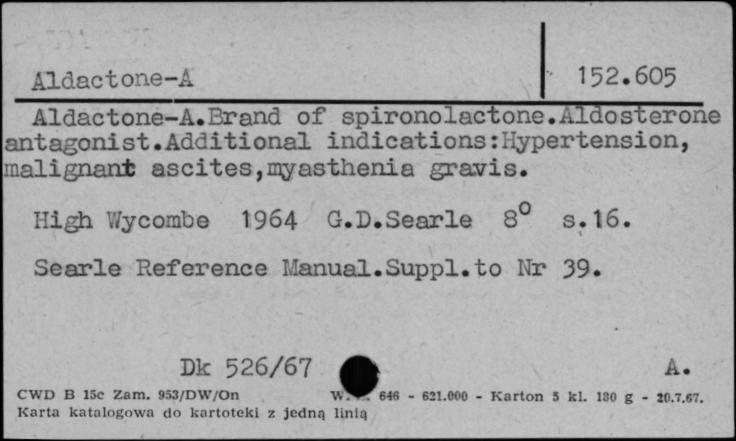 Aldactone-A 152.605
Aldactone-A.Brand of spironolactone.Aldosterone
antagonist.Additional indications:Hypertension,
malignant ascites,myasthenia gravis.
High Wycombe 1964 G.D.Searle 8° s.16.
Searle Reference Manual.Suppl.to Nr 39.
Dk 526/67 A.
CWD B 15c Zam. 953/DW/On W. 646 - 621.000 - Karton 5 kl. 180 g - 20.7.67.
Karta katalogowa do kartoteki z jedną linią